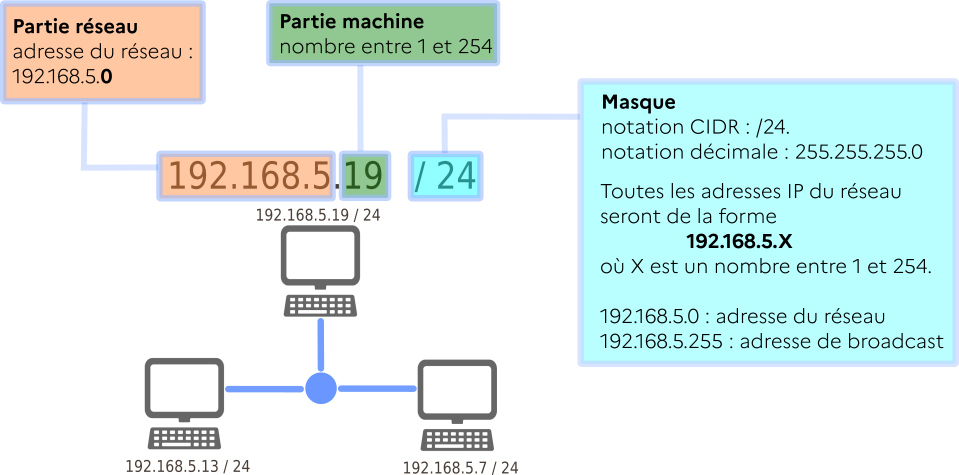 Partie réseau
adresse du réseau :
192.168.5.0
Partie machine
nombre entre 1 et 254
192.168.5.19 / 24
192.168.5.19 / 24
192.168.5.13 / 24
192.168.5.7 / 24
Masque
notation CIDR : /24.
notation décimale : 255.255.255.0
Toutes les adresses IP du réseau
seront de la forme
192.168.5.X
où X est un nombre entre 1 et 254.
192.168.5.0 : adresse du réseau
192.168.5.255 : adresse de broadcast